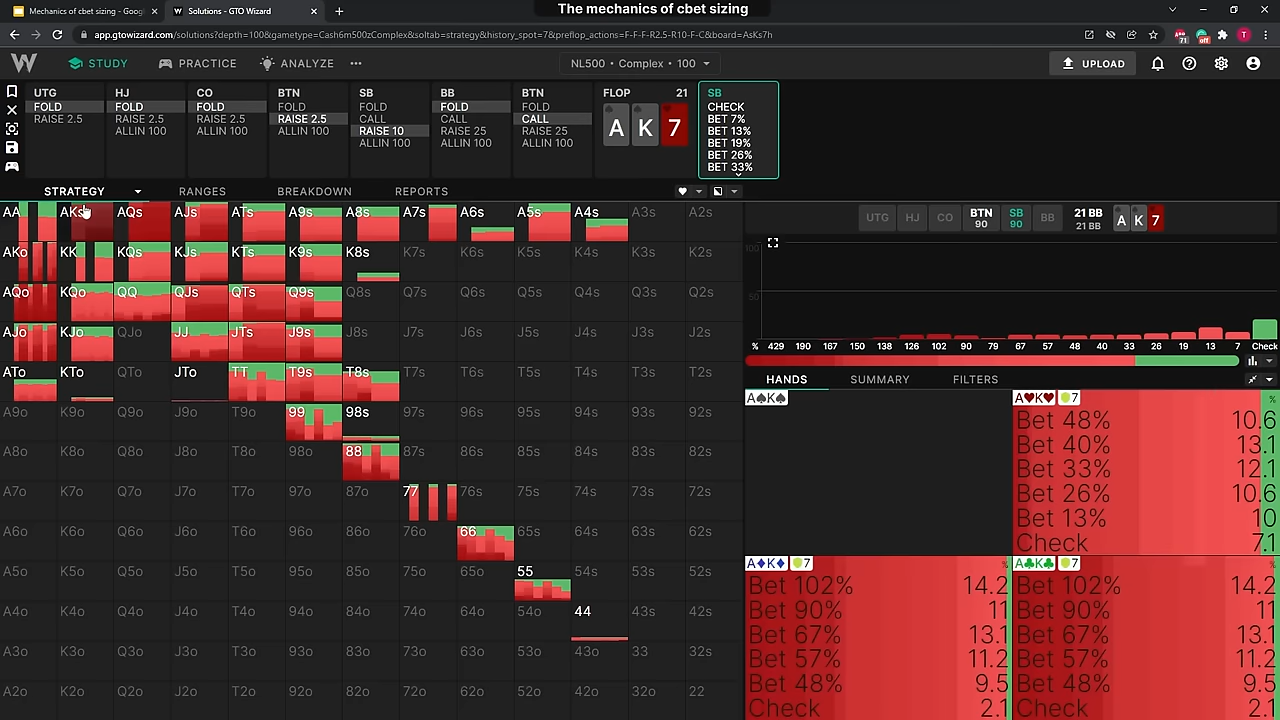 Mechanics of cbet sizing - Goog
Solutions - GTO Wizard
The mechanics of cbet sizing
app.gtowizard.com/solutions?depth=100&gametype=Cash6m500zComplex&soltab=strategy&history_spot=7&preflop_actions=F-F-F-R2.5-R10-F-C&board=AsKs7h
STUDY
PRACTICE
ANALYZE
NL500 • Complex • 100
UPLOAD
UTG
FOLD
RAISE 2.5
HJ
FOLD
RAISE 2.5
ALLIN 100
CO
FOLD
RAISE 2.5
ALLIN 100
BTN
FOLD
RAISE 2.5
ALLIN 100
SB
FOLD
CALL
RAISE 10
ALLIN 100
BB
FOLD
CALL
RAISE 25
ALLIN 100
BTN
FOLD
CALL
RAISE 25
ALLIN 100
FLOP 21
A K 7
SB
CHECK
BET 7%
BET 13%
BET 19%
BET 26%
BET 33%
STRATEGY RANGES BREAKDOWN REPORTS
AA AKs AQs AJs ATs A9s A8s A7s A6s A5s A4s A3s A2s
AKo KK KQs KJs KTs K9s K8s K7s K6s K5s K4s K3s K2s
AQo KQo QQ QJs QTs Q9s Q8s Q7s Q6s Q5s Q4s Q3s Q2s
AJo KJo QJo JJ JTs J9s J8s J7s J6s J5s J4s J3s J2s
ATo KTo QTo JTo TT T9s T8s T7s T6s T5s T4s T3s T2s
A9o K9o Q9o J9o T9o 99 98s 97s 96s 95s 94s 93s 92s
A8o K8o Q8o J8o T8o 98o 88 87s 86s 85s 84s 83s 82s
A7o K7o Q7o J7o T7o 97o 87o 77 76s 75s 74s 73s 72s
A6o K6o Q6o J6o T6o 96o 86o 76o 66 65s 64s 63s 62s
A5o K5o Q5o J5o T5o 95o 85o 75o 65o 55 54s 53s 52s
A4o K4o Q4o J4o T4o 94o 84o 74o 64o 54o 44 43s 42s
A3o K3o Q3o J3o T3o 93o 83o 73o 63o 53o 43o 33 32s
A2o K2o Q2o J2o T2o 92o 82o 72o 62o 52o 42o 32o 22
UTG HJ CO BTN 90 SB 90 BB 21 BB 21 BB A K 7
100
50
% 429 190 167 150 138 126 102 90 79 67 57 48 40 33 26 19 13 7 Check
HANDS SUMMARY FILTERS
A♠K♠
A♥K♥ 7 %
Bet 48% 10.6
Bet 40% 13.1
Bet 33% 12.1
Bet 26% 10.6
Bet 13% 10
Check 7.1
A♦K♦ 7 %
Bet 102% 14.2
Bet 90% 11
Bet 67% 13.1
Bet 57% 11.2
Bet 48% 9.5
Check 2.1
A♣K♣ 7 %
Bet 102% 14.2
Bet 90% 11
Bet 67% 13.1
Bet 57% 11.2
Bet 48% 9.5
Check 2.1